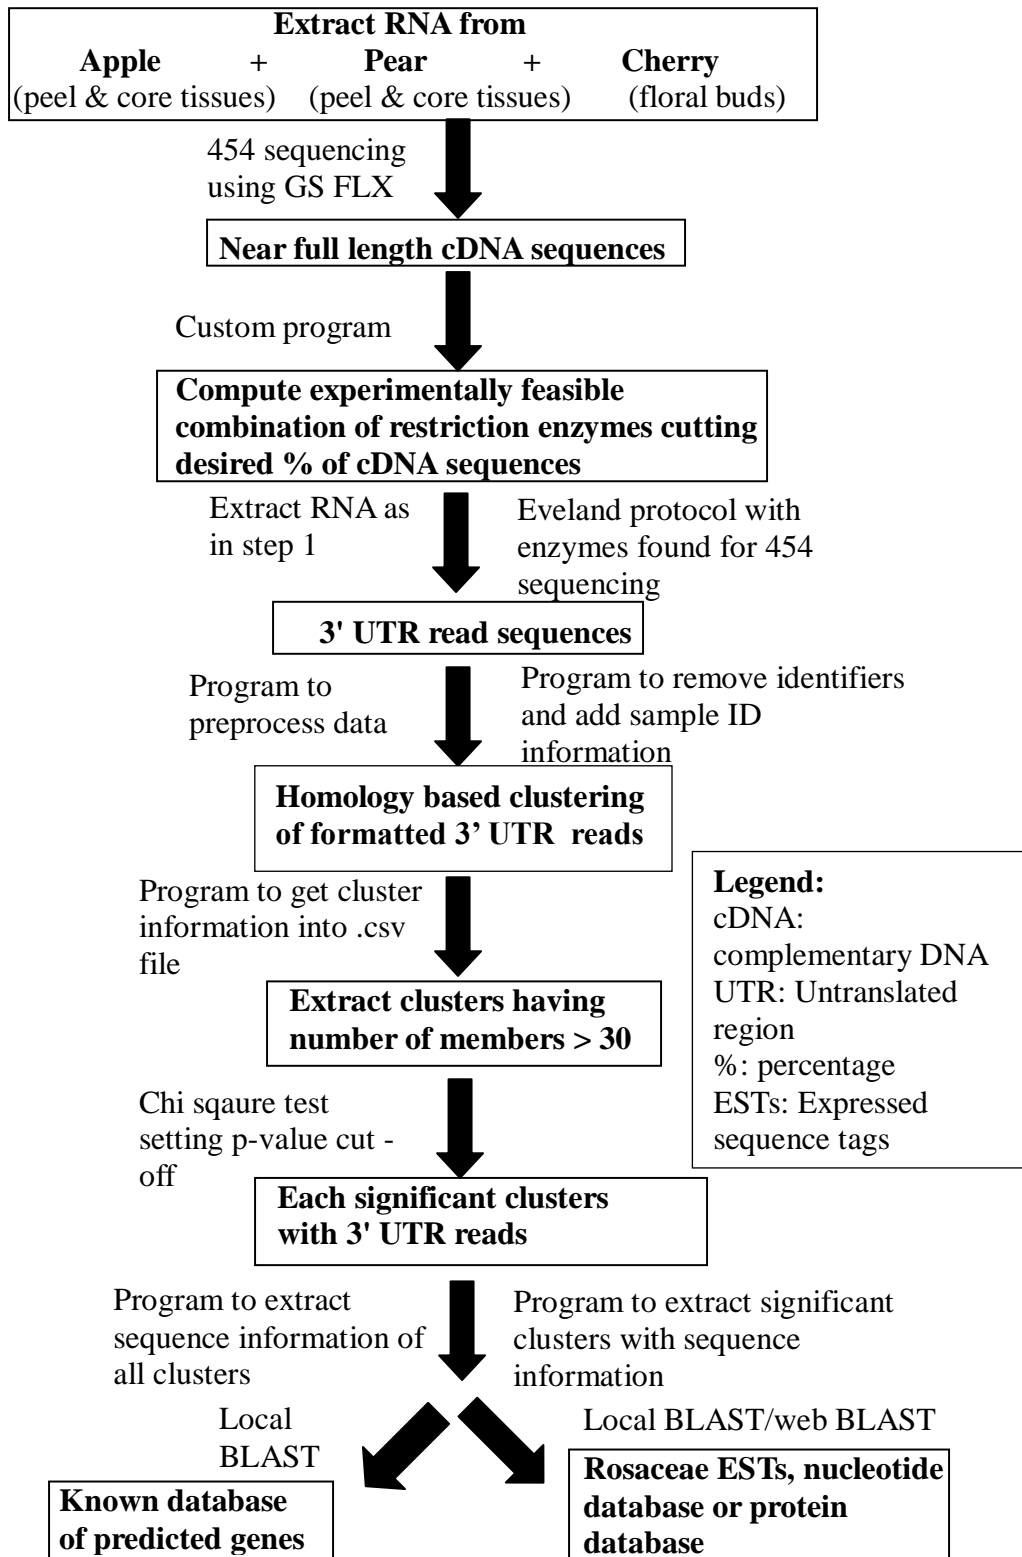 Extract RNA from
Apple + Pear + Cherry
(peel & core tissues) (peel & core tissues) (floral buds)
454 sequencing
using GS FLX
Near full length cDNA sequences
Custom program
Compute experimentally feasible
combination of restriction enzymes cutting
desired % of cDNA sequences
Extract RNA as
in step 1
Eveland protocol with
enzymes found for 454
sequencing
3' UTR read sequences
Program to
preprocess data
Program to remove identifiers
and add sample ID
information
Homology based clustering
of formatted 3’ UTR reads
Program to get cluster
information into .csv
file
Legend:
cDNA:
complementary DNA
UTR: Untranslated
region
%: percentage
ESTs: Expressed
sequence tags
Extract clusters having
number of members > 30
Chi sqaure test
setting p-value cut -
off
Each significant clusters
with 3' UTR reads
Program to extract
sequence information of
all clusters
Program to extract significant
clusters with sequence
information
Local
BLAST
Local BLAST/web BLAST
Known database
of predicted genes
Rosaceae ESTs, nucleotide
database or protein
database